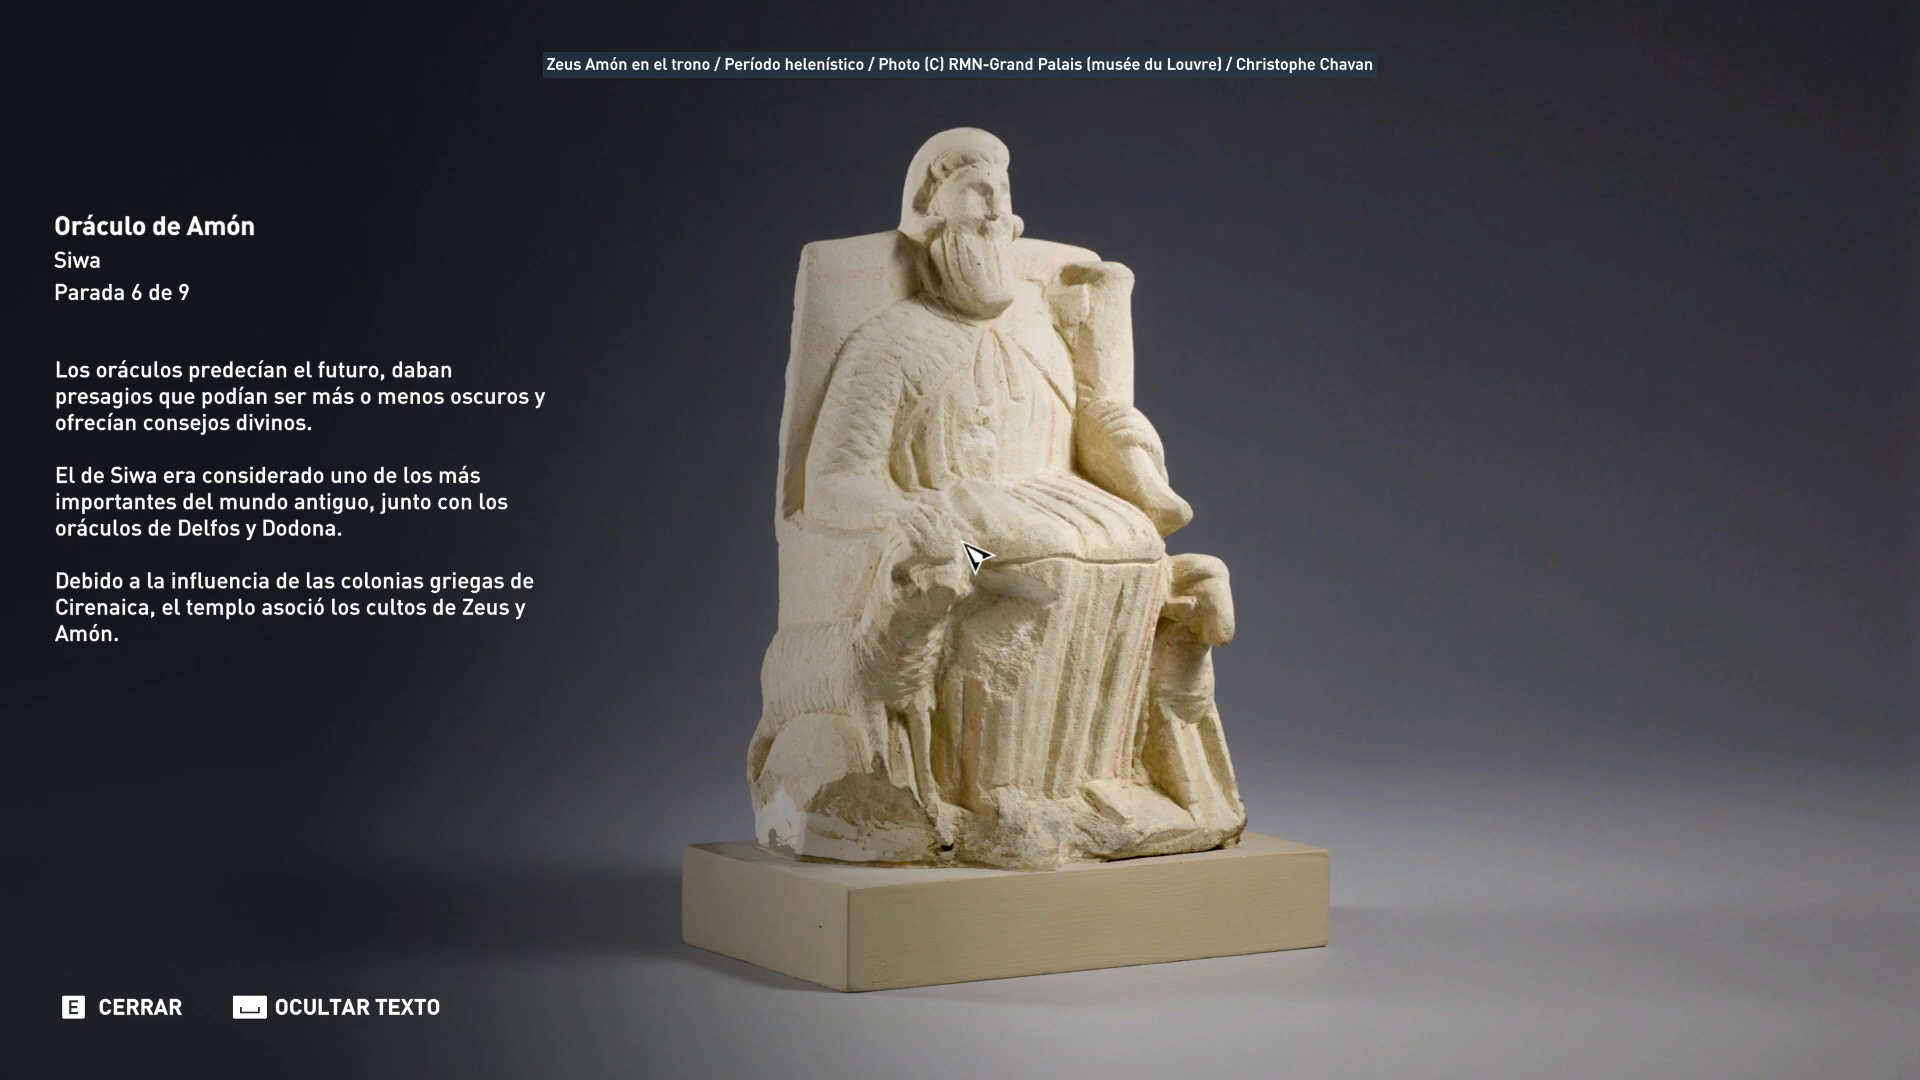 Zeus Amón en el trono / Período helenístico / Photo (C) RMN-Grand Palais (musée du Louvre) / Christophe Chavan
Oráculo de Amón
Siwa
Parada 6 de 9
Los oráculos predecían el futuro, daban
presagios que podían ser más o menos oscuros y
ofrecían consejos divinos.
El de Siwa era considerado uno de los más
importantes del mundo antiguo, junto con los
oráculos de Delfos y Dodona.
Debido a la influencia de las colonias griegas de
Cirenaica, el templo asoció los cultos de Zeus y
Amón.
E CERRAR OCULTAR TEXTO